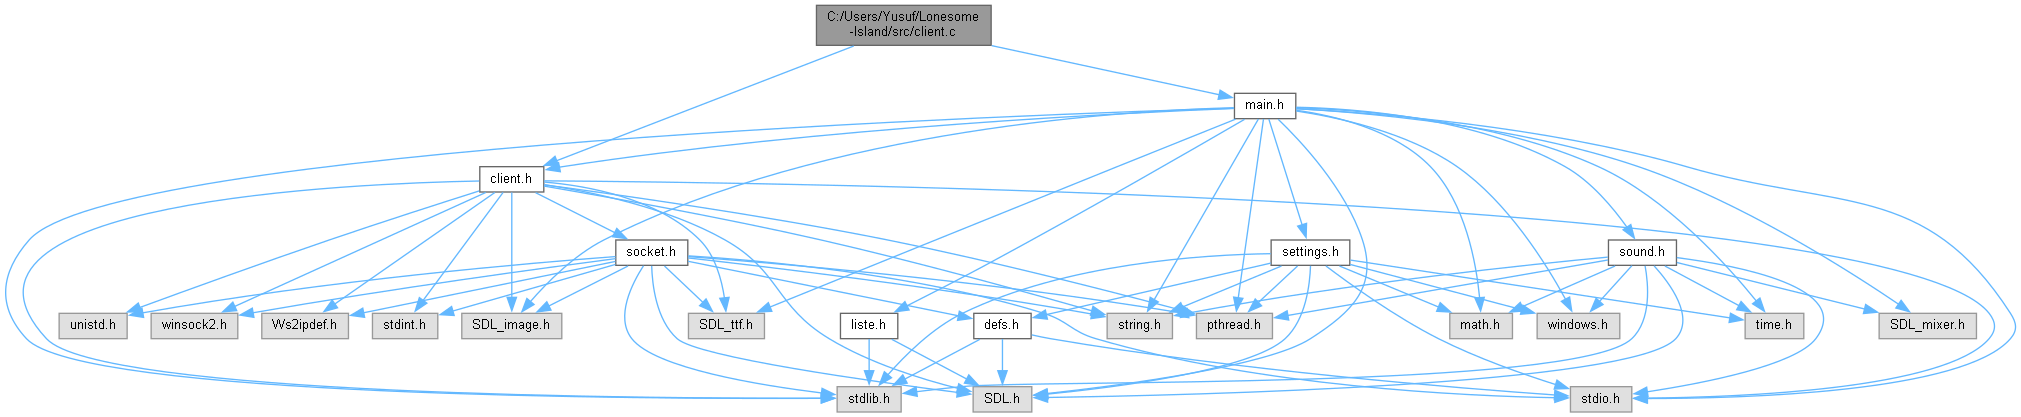 C:/Users/Yusuf/Lonesome
-Island/src/client.c
main.h
client.h
socket.h
settings.h
sound.h
unistd.h
winsock2.h
Ws2ipdef.h
stdint.h
SDL_image.h
SDL_ttf.h
liste.h
defs.h
string.h
pthread.h
math.h
windows.h
time.h
SDL_mixer.h
stdlib.h
SDL.h
stdio.h